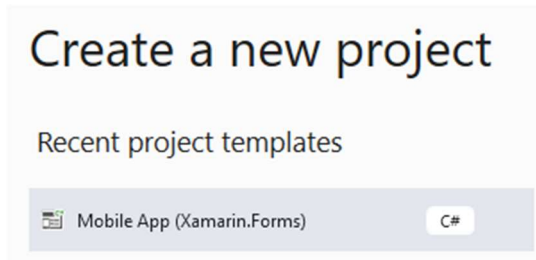 Create a new project
Recent project templates
Mobile App (Xamarin.Forms) C#